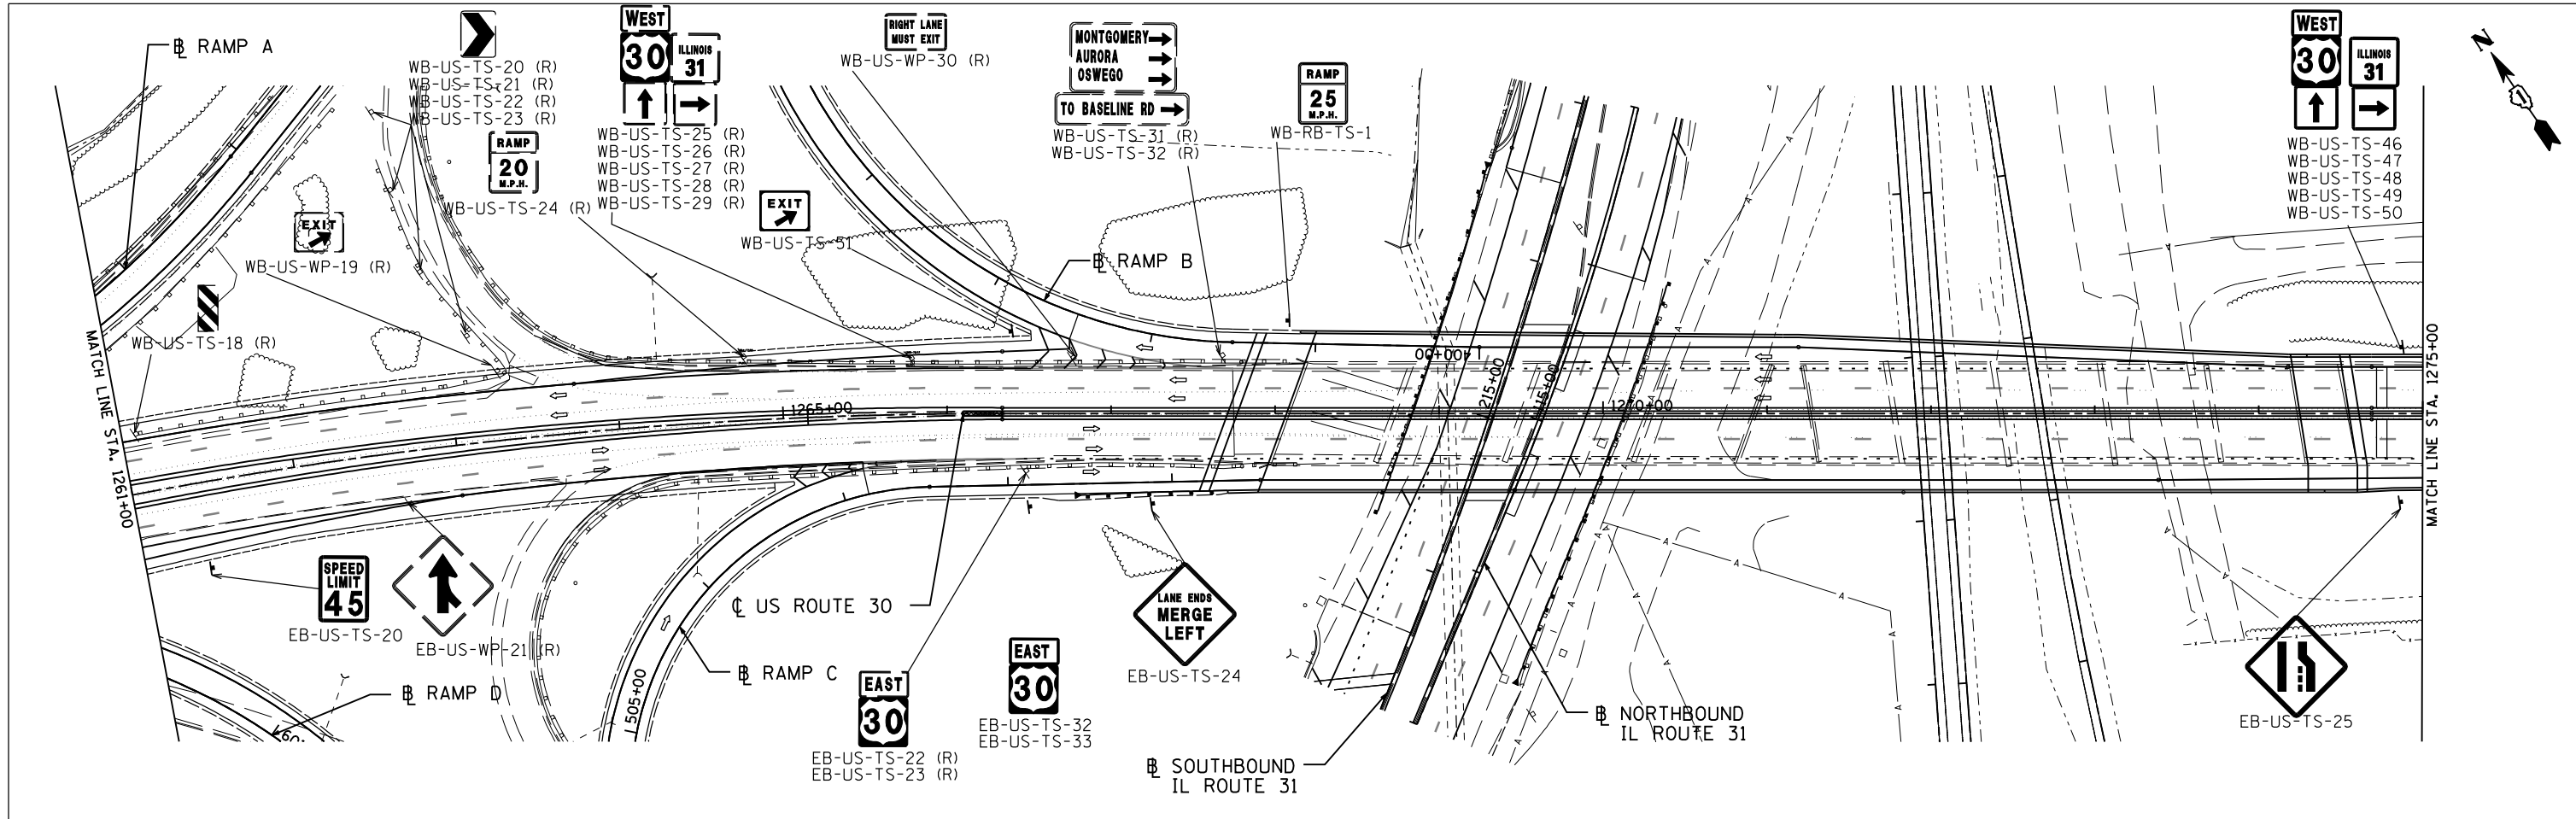 ℄ RAMP A
WB-US-TS-20 (R)
WB-US-TS-21 (R)
WB-US-TS-22 (R)
WB-US-TS-23 (R)
RAMP
20
M.P.H.
WB-US-TS-24 (R)
WEST
30
ILLINOIS
31
WB-US-TS-25 (R)
WB-US-TS-26 (R)
WB-US-TS-27 (R)
WB-US-TS-28 (R)
WB-US-TS-29 (R)
RIGHT LANE
MUST EXIT
WB-US-WP-30 (R)
EXIT
WB-US-TS-51
MONTGOMERY
AURORA
OSWEGO
TO BASELINE RD
WB-US-TS-31 (R)
WB-US-TS-32 (R)
RAMP
25
M.P.H.
WB-RB-TS-1
WEST
30
ILLINOIS
31
WB-US-TS-46
WB-US-TS-47
WB-US-TS-48
WB-US-TS-49
WB-US-TS-50
N
EXIT
WB-US-WP-19 (R)
WB-US-TS-18 (R)
℄ RAMP B
MATCH LINE STA. 1261+00
1265+00
400+00
215+00
115+00
1270+00
MATCH LINE STA. 1275+00
SPEED
LIMIT
45
EB-US-TS-20
EB-US-WP-21 (R)
℄ US ROUTE 30
℄ RAMP C
505+00
℄ RAMP D
EAST
30
EB-US-TS-22 (R)
EB-US-TS-23 (R)
EAST
30
EB-US-TS-32
EB-US-TS-33
LANE ENDS
MERGE
LEFT
EB-US-TS-24
℄ SOUTHBOUND
IL ROUTE 31
℄ NORTHBOUND
IL ROUTE 31
EB-US-TS-25